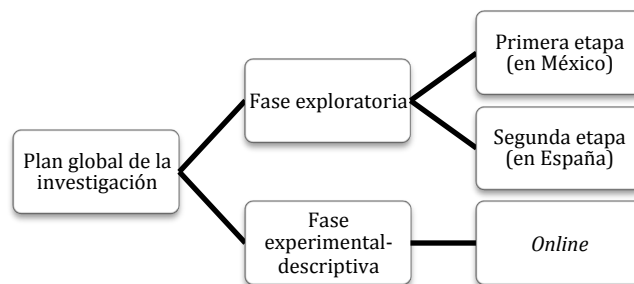 Plan global de la
investigación
Fase exploratoria
Primera etapa
(en México)
Segunda etapa
(en España)
Fase
experimental-
descriptiva
Online